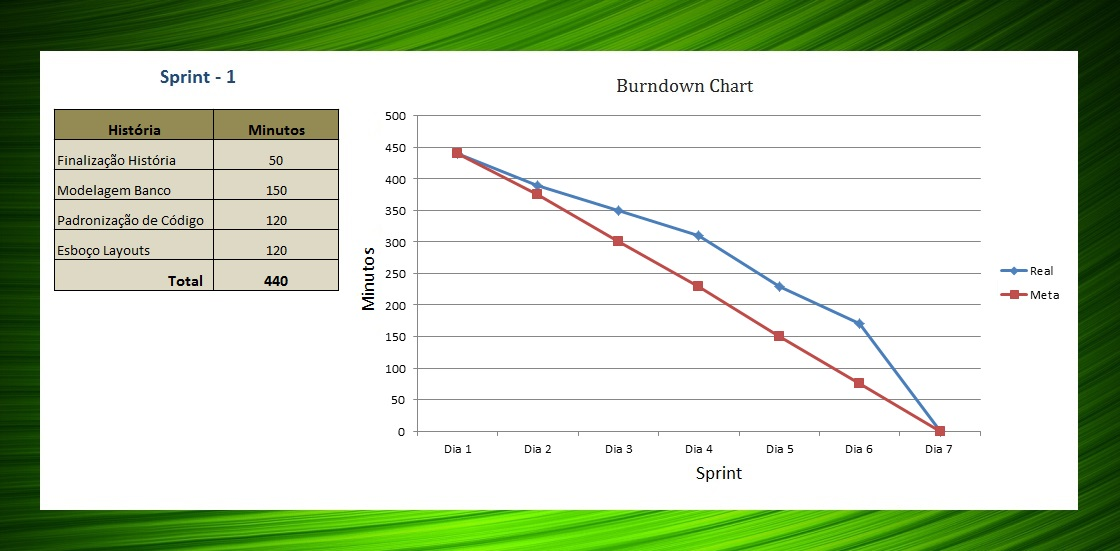 Sprint - 1
História Minutos
Finalização História 50
Modelagem Banco 150
Padronização de Código 120
Esboço Layouts 120
Total 440
Burndown Chart
500
450
400
350
300
250
200
150
100
50
0
Minutos
Dia 1 Dia 2 Dia 3 Dia 4 Dia 5 Dia 6 Dia 7
Sprint
Real
Meta